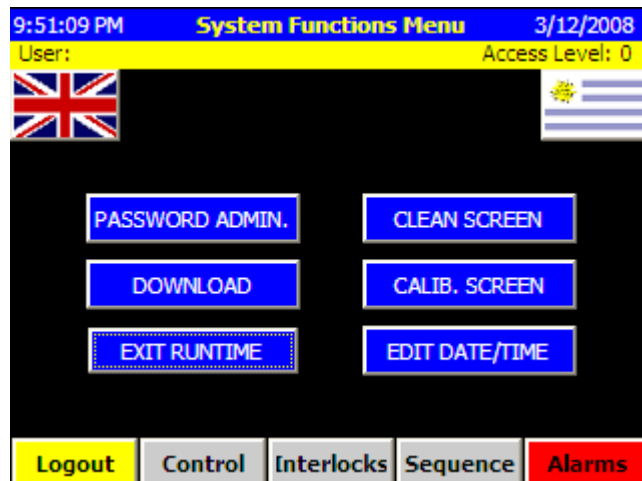 9:51:09 PM System Functions Menu 3/12/2008
User: Access Level: 0
PASSWORD ADMIN. CLEAN SCREEN
DOWNLOAD CALIB. SCREEN
EXIT RUNTIME EDIT DATE/TIME
Logout Control Interlocks Sequence Alarms